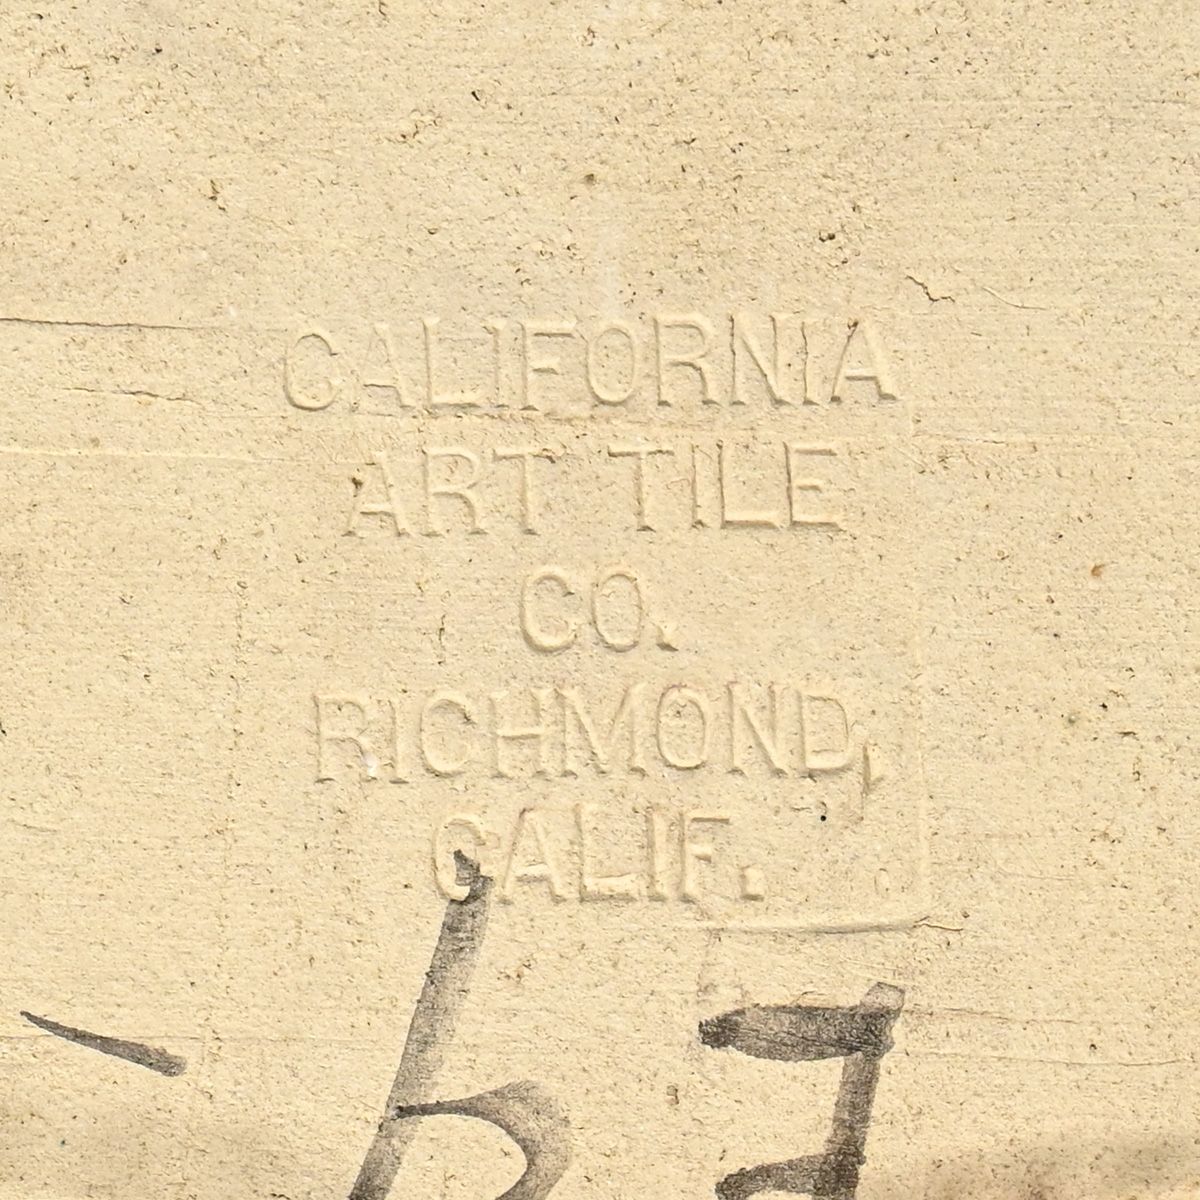 CALIFORNIA
ART TILE
CO.
RICHMOND,
CALIF.